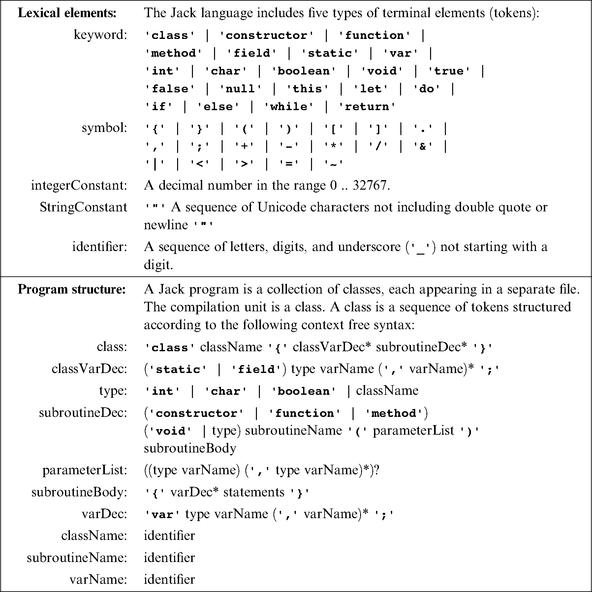 Lexical elements: The Jack language includes five types of terminal elements (tokens):
keyword: 'class' | 'constructor' | 'function' |
'method' | 'field' | 'static' | 'var' |
'int' | 'char' | 'boolean' | 'void' | 'true' |
'false' | 'null' | 'this' | 'let' | 'do' |
'if' | 'else' | 'while' | 'return'
symbol: '{' | '}' | '(' | ')' | '[' | ']' | '.' |
',' | ';' | '+' | '-' | '*' | '/' | '&' |
'|' | '<' | '>' | '=' | '~'
integerConstant: A decimal number in the range 0 .. 32767.
StringConstant '"' A sequence of Unicode characters not including double quote or
newline '"'
identifier: A sequence of letters, digits, and underscore ('_') not starting with a
digit.
Program structure: A Jack program is a collection of classes, each appearing in a separate file.
The compilation unit is a class. A class is a sequence of tokens structured
according to the following context free syntax:
class: 'class' className '{' classVarDec* subroutineDec* '}'
classVarDec: ('static' | 'field') type varName (',' varName)* ';'
type: 'int' | 'char' | 'boolean' | className
subroutineDec: ('constructor' | 'function' | 'method')
('void' | type) subroutineName '(' parameterList ')'
subroutineBody
parameterList: ((type varName) (',' type varName)*)?
subroutineBody: '{' varDec* statements '}'
varDec: 'var' type varName (',' varName)* ';'
className: identifier
subroutineName: identifier
varName: identifier